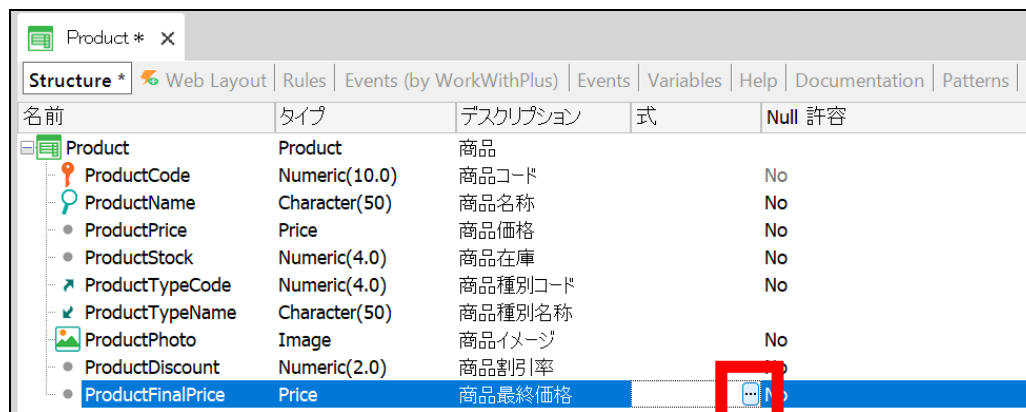 Product *
Structure * Web Layout Rules Events (by WorkWithPlus) Events Variables Help Documentation Patterns
名前 タイプ デスクリプション 式 Null 許容
Product Product 商品
ProductCode Numeric(10.0) 商品コード No
ProductName Character(50) 商品名称 No
ProductPrice Price 商品価格 No
ProductStock Numeric(4.0) 商品在庫 No
ProductTypeCode Numeric(4.0) 商品種別コード No
ProductTypeName Character(50) 商品種別名称
ProductPhoto Image 商品イメージ No
ProductDiscount Numeric(2.0) 商品割引率 No
ProductFinalPrice Price 商品最終価格 ... No